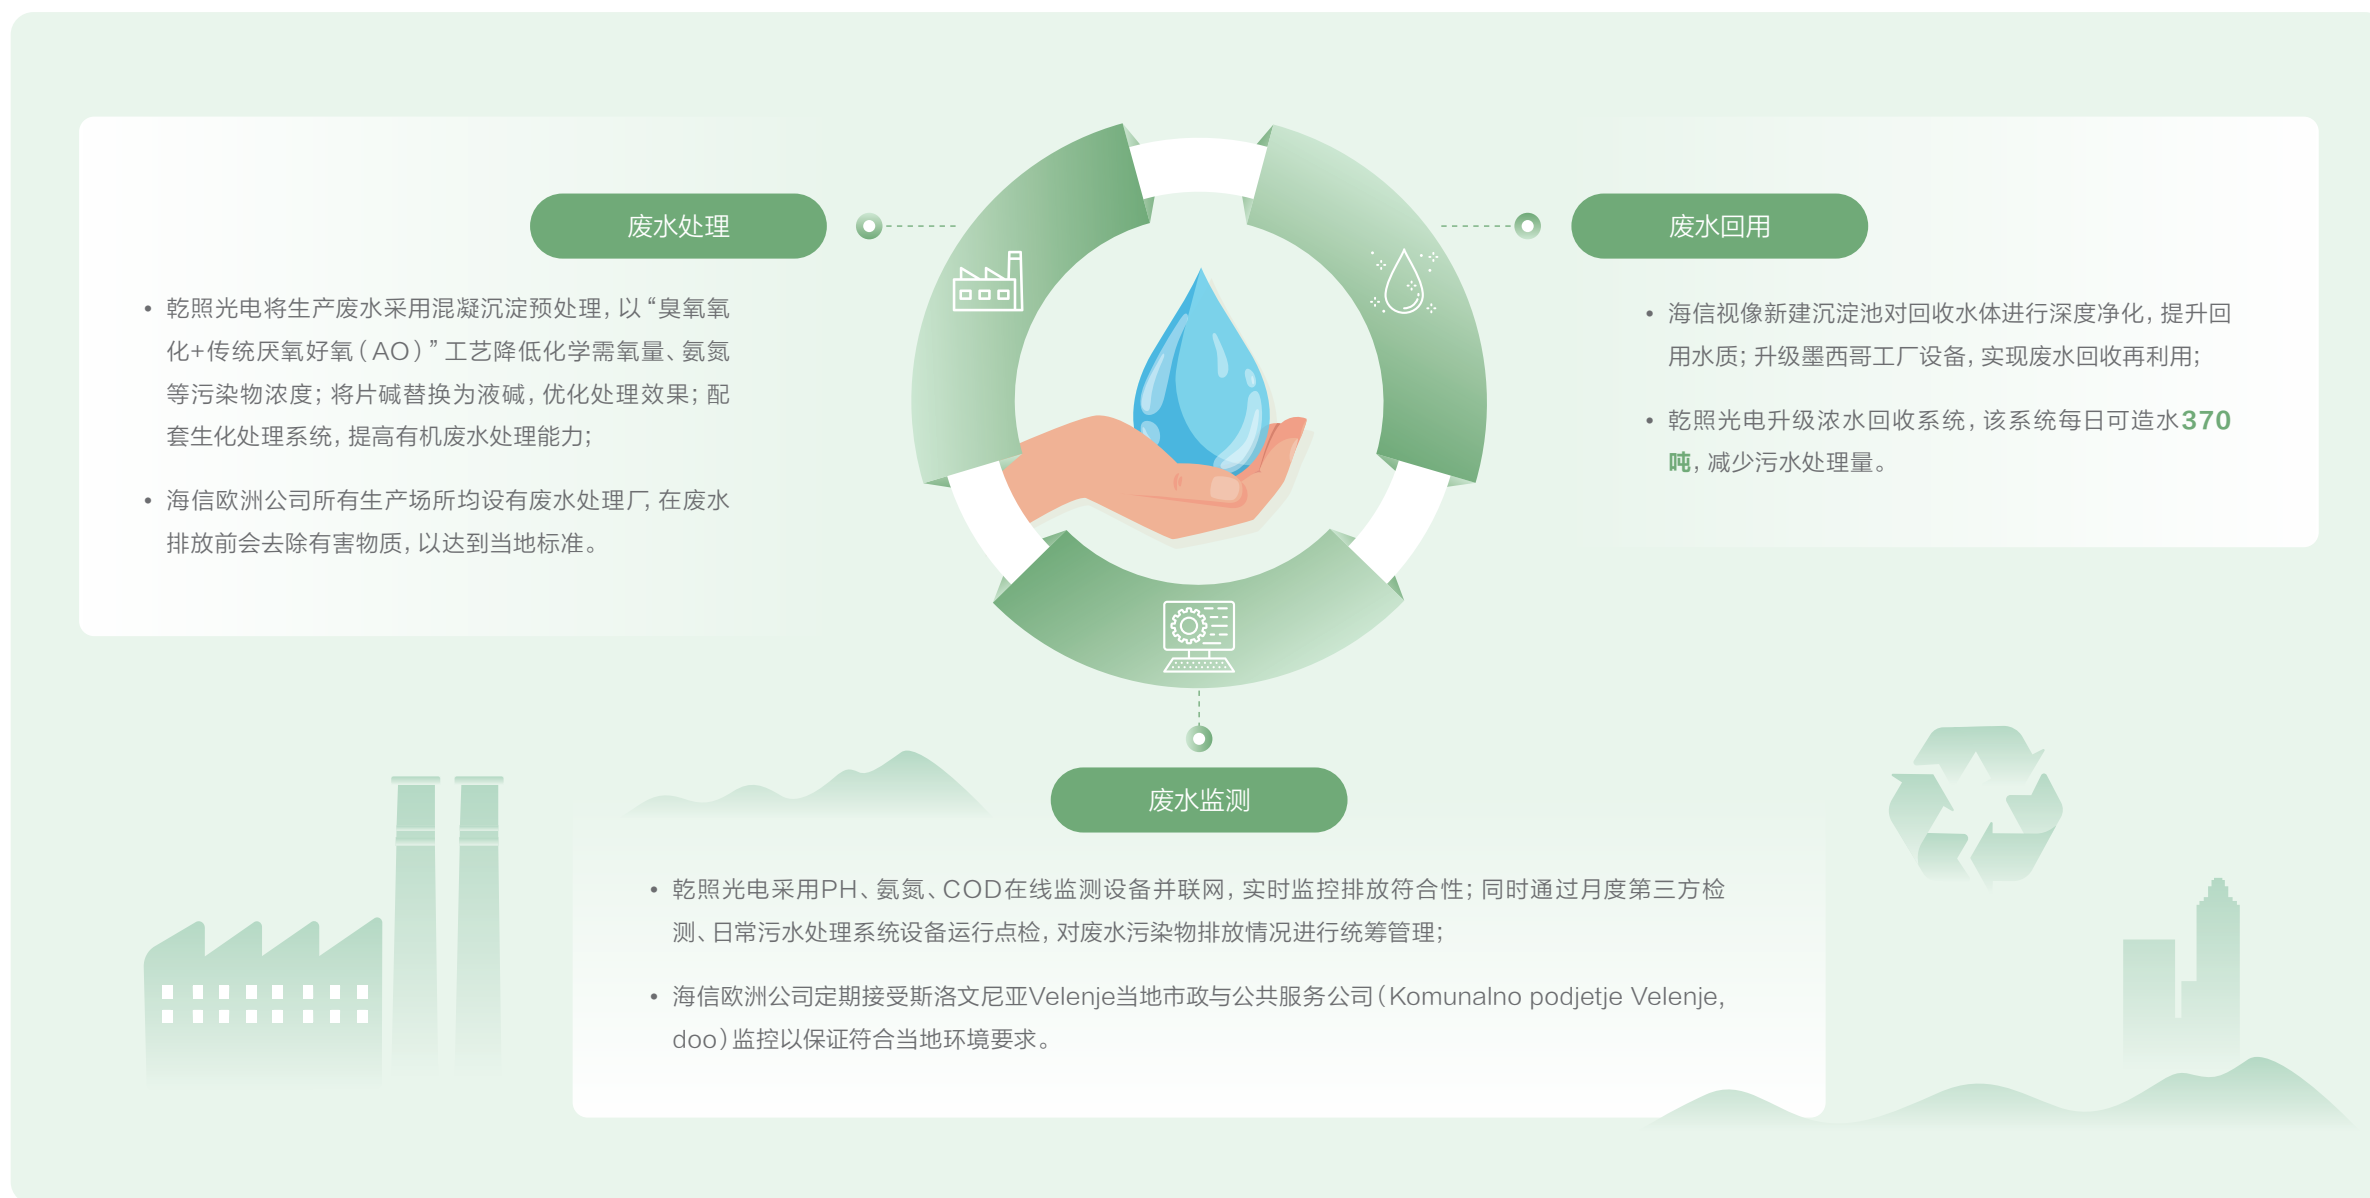 废水处理
• 乾照光电将生产废水采用混凝沉淀预处理，以“臭氧氧
化+传统厌氧好氧（AO）”工艺降低化学需氧量、氨氮
等污染物浓度；将片碱替换为液碱，优化处理效果；配
套生化处理系统，提高有机废水处理能力；
• 海信欧洲公司所有生产场所均设有废水处理厂，在废水
排放前会去除有害物质，以达到当地标准。
废水回用
• 海信视像新建沉淀池对回收水体进行深度净化，提升回
用水质；升级墨西哥工厂设备，实现废水回收再利用；
• 乾照光电升级浓水回收系统，该系统每日可造水370
吨，减少污水处理量。
废水监测
• 乾照光电采用PH、氨氮、COD在线监测设备并联网，实时监控排放符合性；同时通过月度第三方检
测、日常污水处理系统设备运行点检，对废水污染物排放情况进行统筹管理；
• 海信欧洲公司定期接受斯洛文尼亚Velenje当地市政与公共服务公司（Komunalno podjetje Velenje,
doo）监控以保证符合当地环境要求。